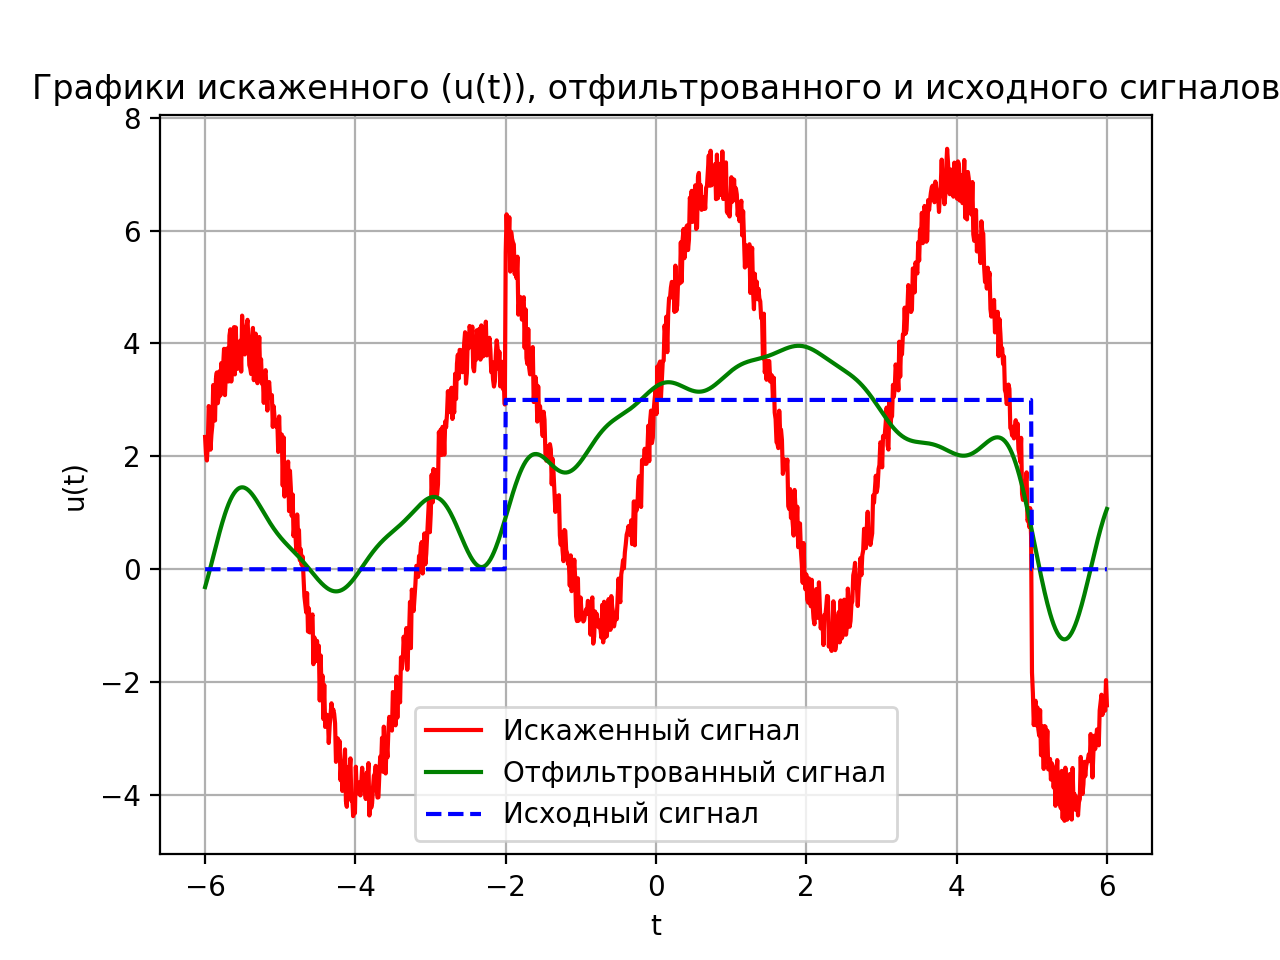 Графики искаженного (u(t)), отфильтрованного и исходного сигналов
8
6
4
2
0
−2
−4
u(t)
Искаженный сигнал
Отфильтрованный сигнал
Исходный сигнал
−6 −4 −2 0 2 4 6
t